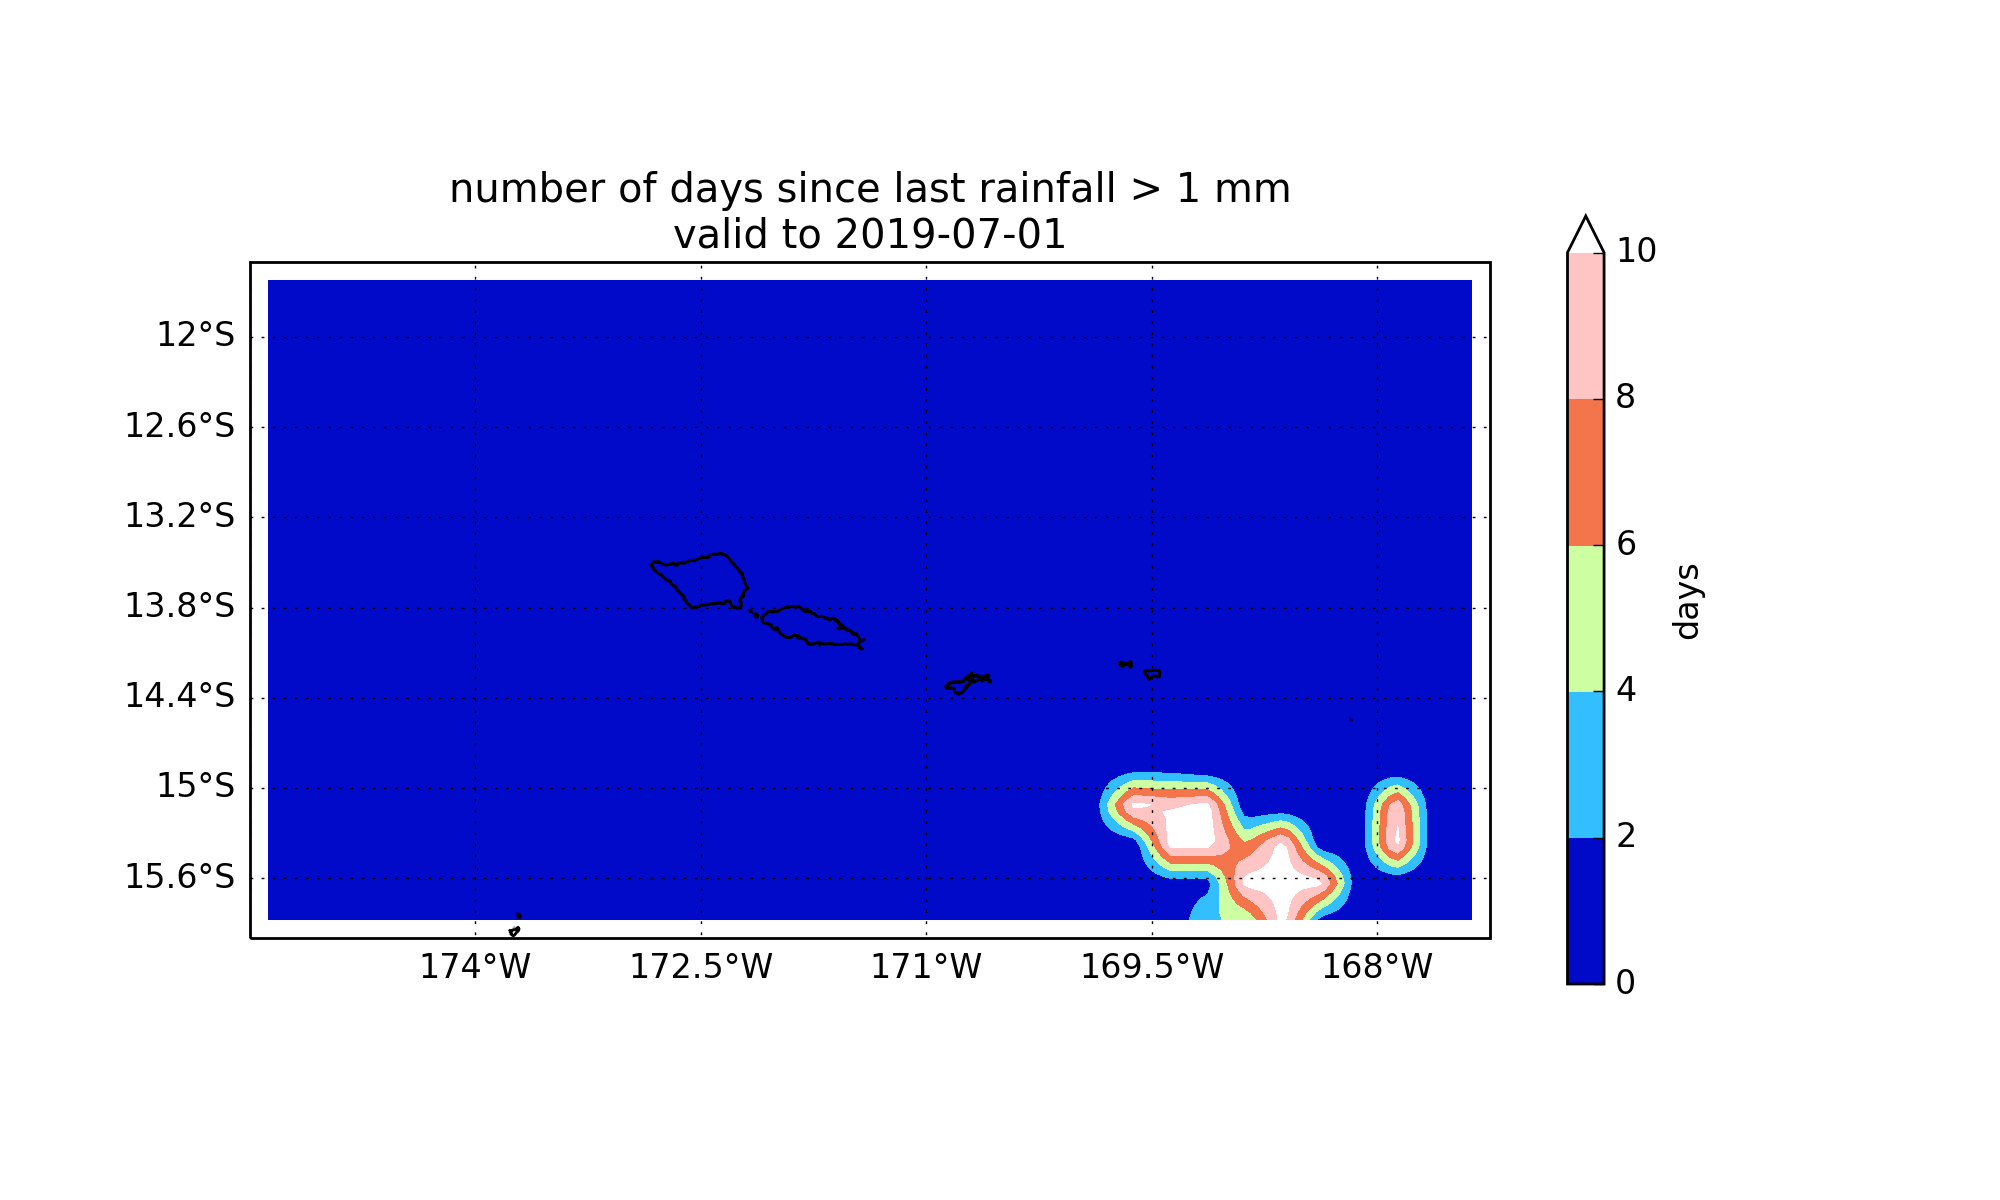 number of days since last rainfall > 1 mm
valid to 2019-07-01
12°S
12.6°S
13.2°S
13.8°S
14.4°S
15°S
15.6°S
174°W
172.5°W
171°W
169.5°W
168°W
10
8
6
4
2
0
days